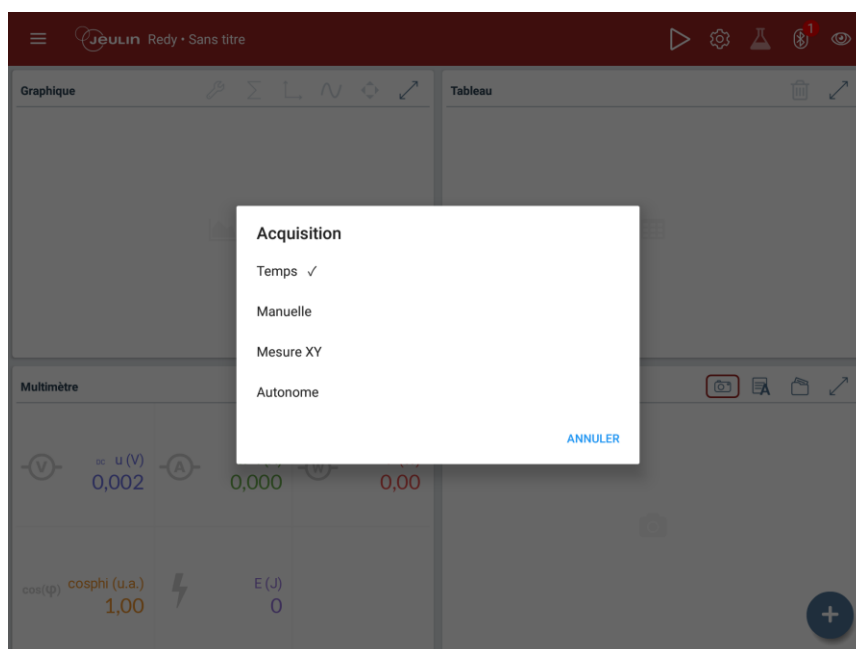 Jeulin Redy • Sans titre
1
Graphique
Tableau
Acquisition
Temps ✓
Manuelle
Mesure XY
Autonome
ANNULER
Multimètre
A
V
DC u (V)
0,002
A
(
)
0,000
W
(
)
0,00
cos(φ)
cosphi (u.a.)
1,00
E (J)
0